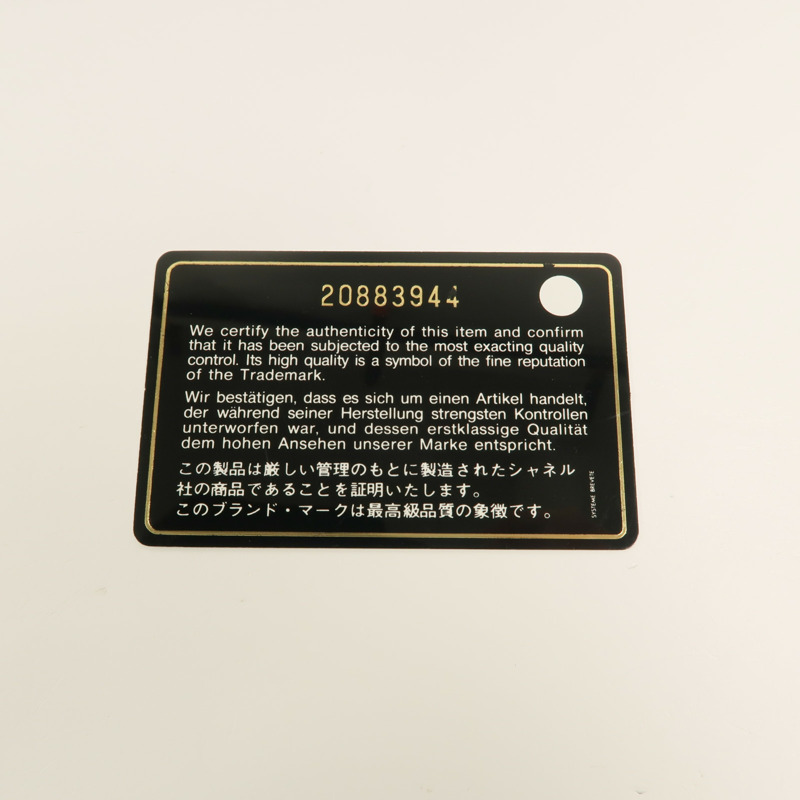 20883944
We certify the authenticity of this item and confirm
that it has been subjected to the most exacting quality
control. Its high quality is a symbol of the fine reputation
of the Trademark.
Wir bestätigen, dass es sich um einen Artikel handelt,
der während seiner Herstellung strengsten Kontrollen
unterworfen war, und dessen erstklassige Qualität
dem hohen Ansehen unserer Marke entspricht.
この製品は厳しい管理のもとに製造されたシャネル
社の商品であることを証明いたします。
このブランド・マークは最高級品質の象徴です。
SYSTEME BREVETE